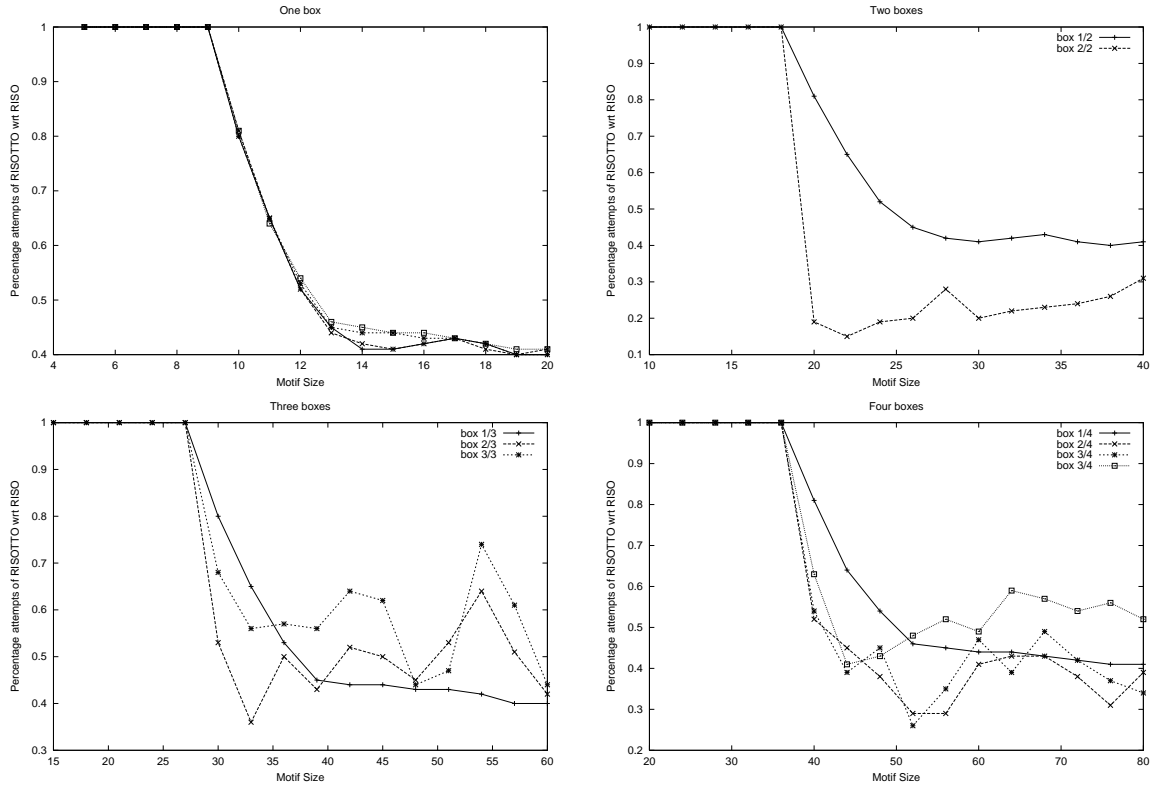 One box
Percentage attempts of RISOTTO wrt RISO
1
0.9
0.8
0.7
0.6
0.5
0.4
4 6 8 10 12 14 16 18 20
Motif Size
Two boxes
Percentage attempts of RISOTTO wrt RISO
box 1/2
box 2/2
1
0.9
0.8
0.7
0.6
0.5
0.4
0.3
0.2
0.1
10 15 20 25 30 35 40
Motif Size
Three boxes
Percentage attempts of RISOTTO wrt RISO
box 1/3
box 2/3
box 3/3
1
0.9
0.8
0.7
0.6
0.5
0.4
0.3
15 20 25 30 35 40 45 50 55 60
Motif Size
Four boxes
Percentage attempts of RISOTTO wrt RISO
box 1/4
box 2/4
box 3/4
box 3/4
1
0.9
0.8
0.7
0.6
0.5
0.4
0.3
0.2
20 30 40 50 60 70 80
Motif Size